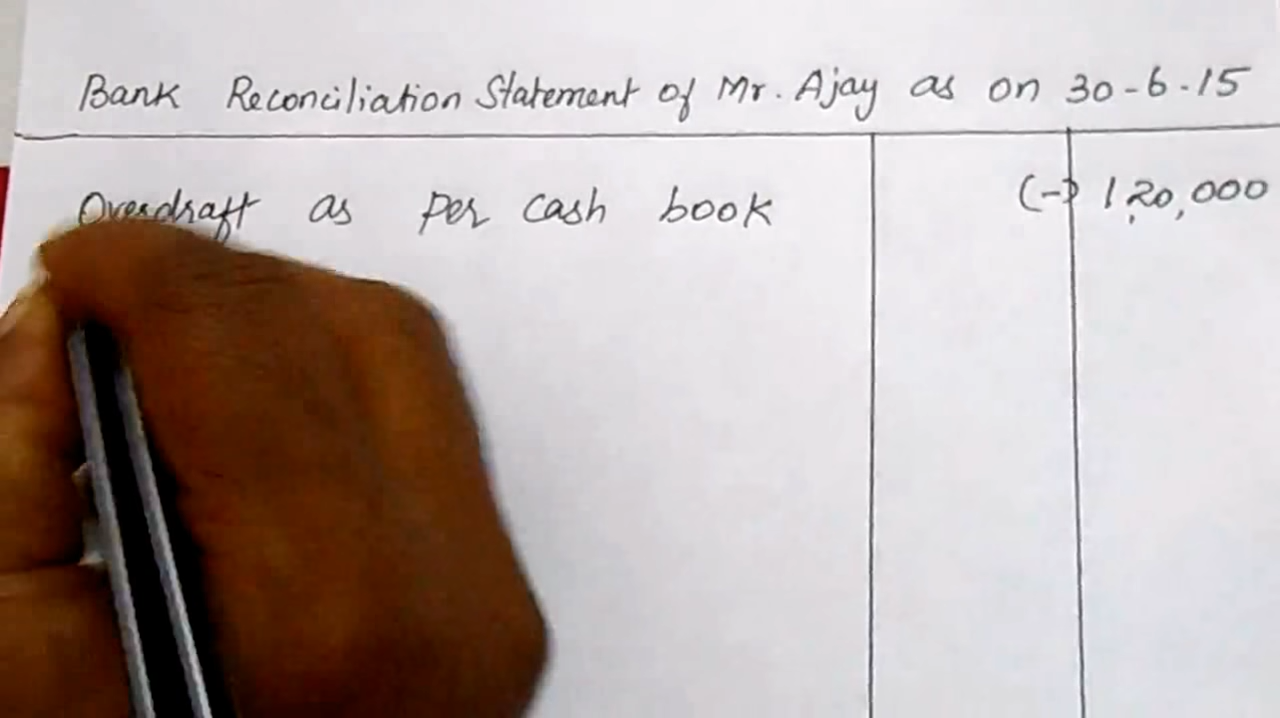 Bank Reconciliation Statement of Mr. Ajay as on 30-6-15
Overdraft as per cash book (-) 1,20,000